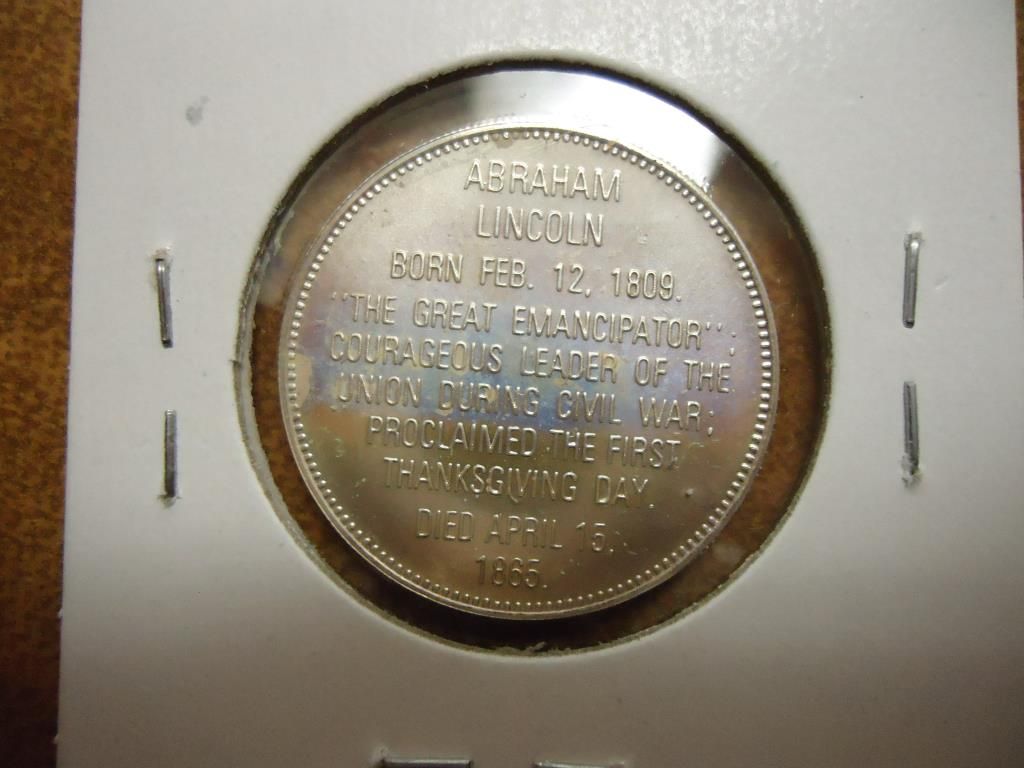 ABRAHAM
LINCOLN
BORN FEB. 12, 1809.
"THE GREAT EMANCIPATOR";
COURAGEOUS LEADER OF THE
UNION DURING CIVIL WAR;
PROCLAIMED THE FIRST
THANKSGIVING DAY.
DIED APRIL 15,
1865.